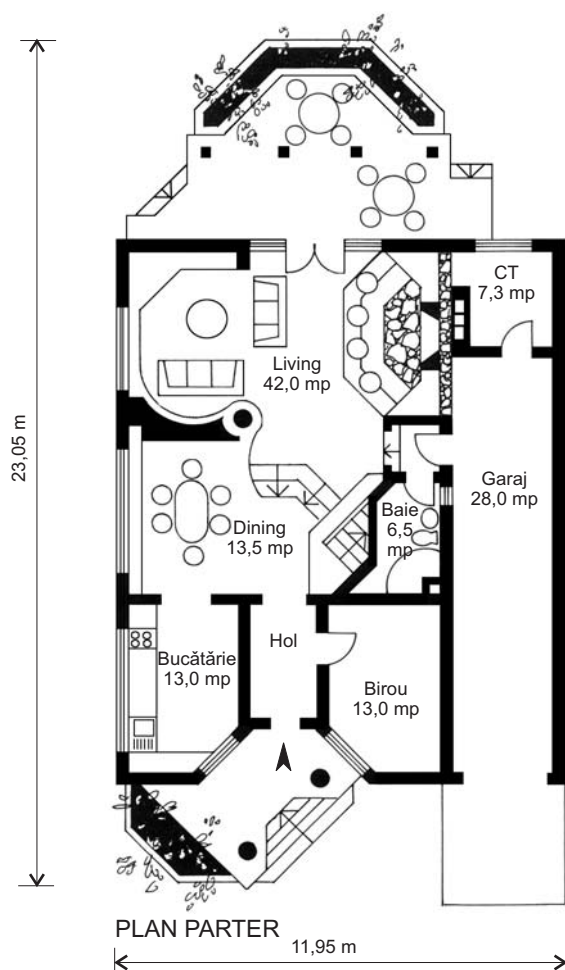 CT
7,3 mp
Living
42,0 mp
23,05 m
Garaj
28,0 mp
Baie
6,5
mp
Dining
13,5 mp
Hol
Bucătărie
13,0 mp
Birou
13,0 mp
PLAN PARTER
11,95 m